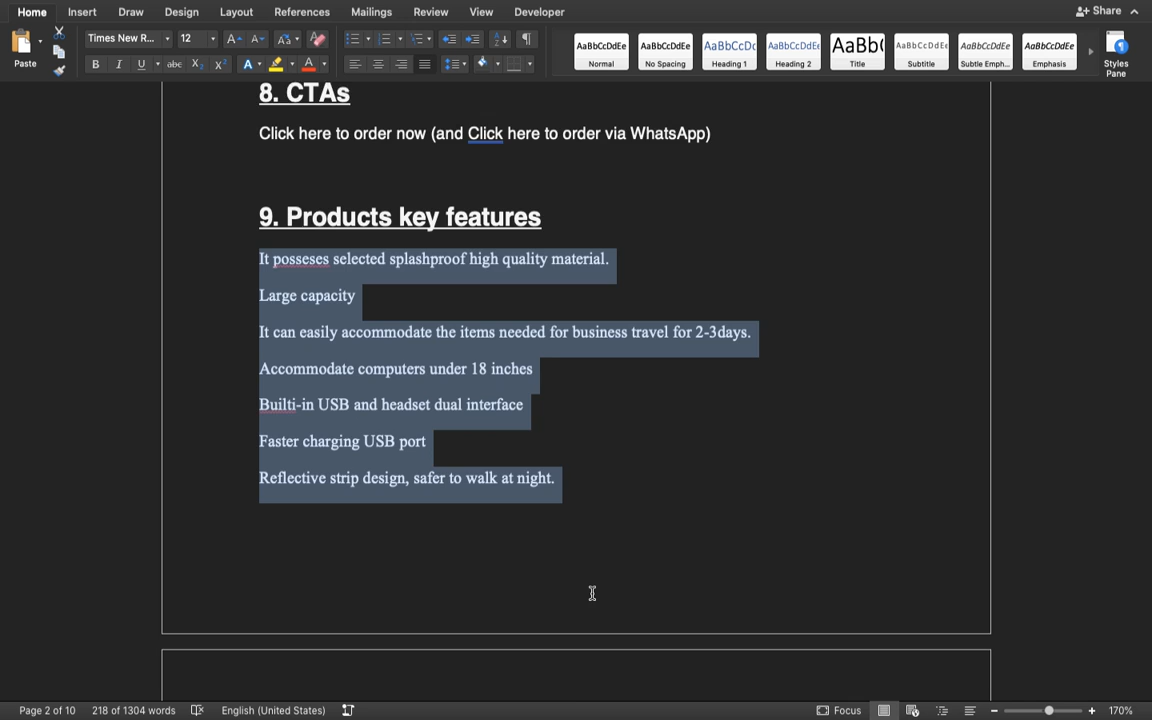 Home Insert Draw Design Layout References Mailings Review View Developer Share
Times New R... 12
Paste
AaBbCcDdEe AaBbCcDdEe AaBbCcDc AaBbCcDdEe AaBb( AaBbCcDdEe AaBbCcDdEe AaBbCcDdEe
Normal No Spacing Heading 1 Heading 2 Title Subtitle Subtle Emph... Emphasis Styles Pane
8. CTAs
Click here to order now (and Click here to order via WhatsApp)
9. Products key features
It posseses selected splashproof high quality material.
Large capacity
It can easily accommodate the items needed for business travel for 2-3days.
Accommodate computers under 18 inches
Builti-in USB and headset dual interface
Faster charging USB port
Reflective strip design, safer to walk at night.
Page 2 of 10 218 of 1304 words English (United States) Focus 170%